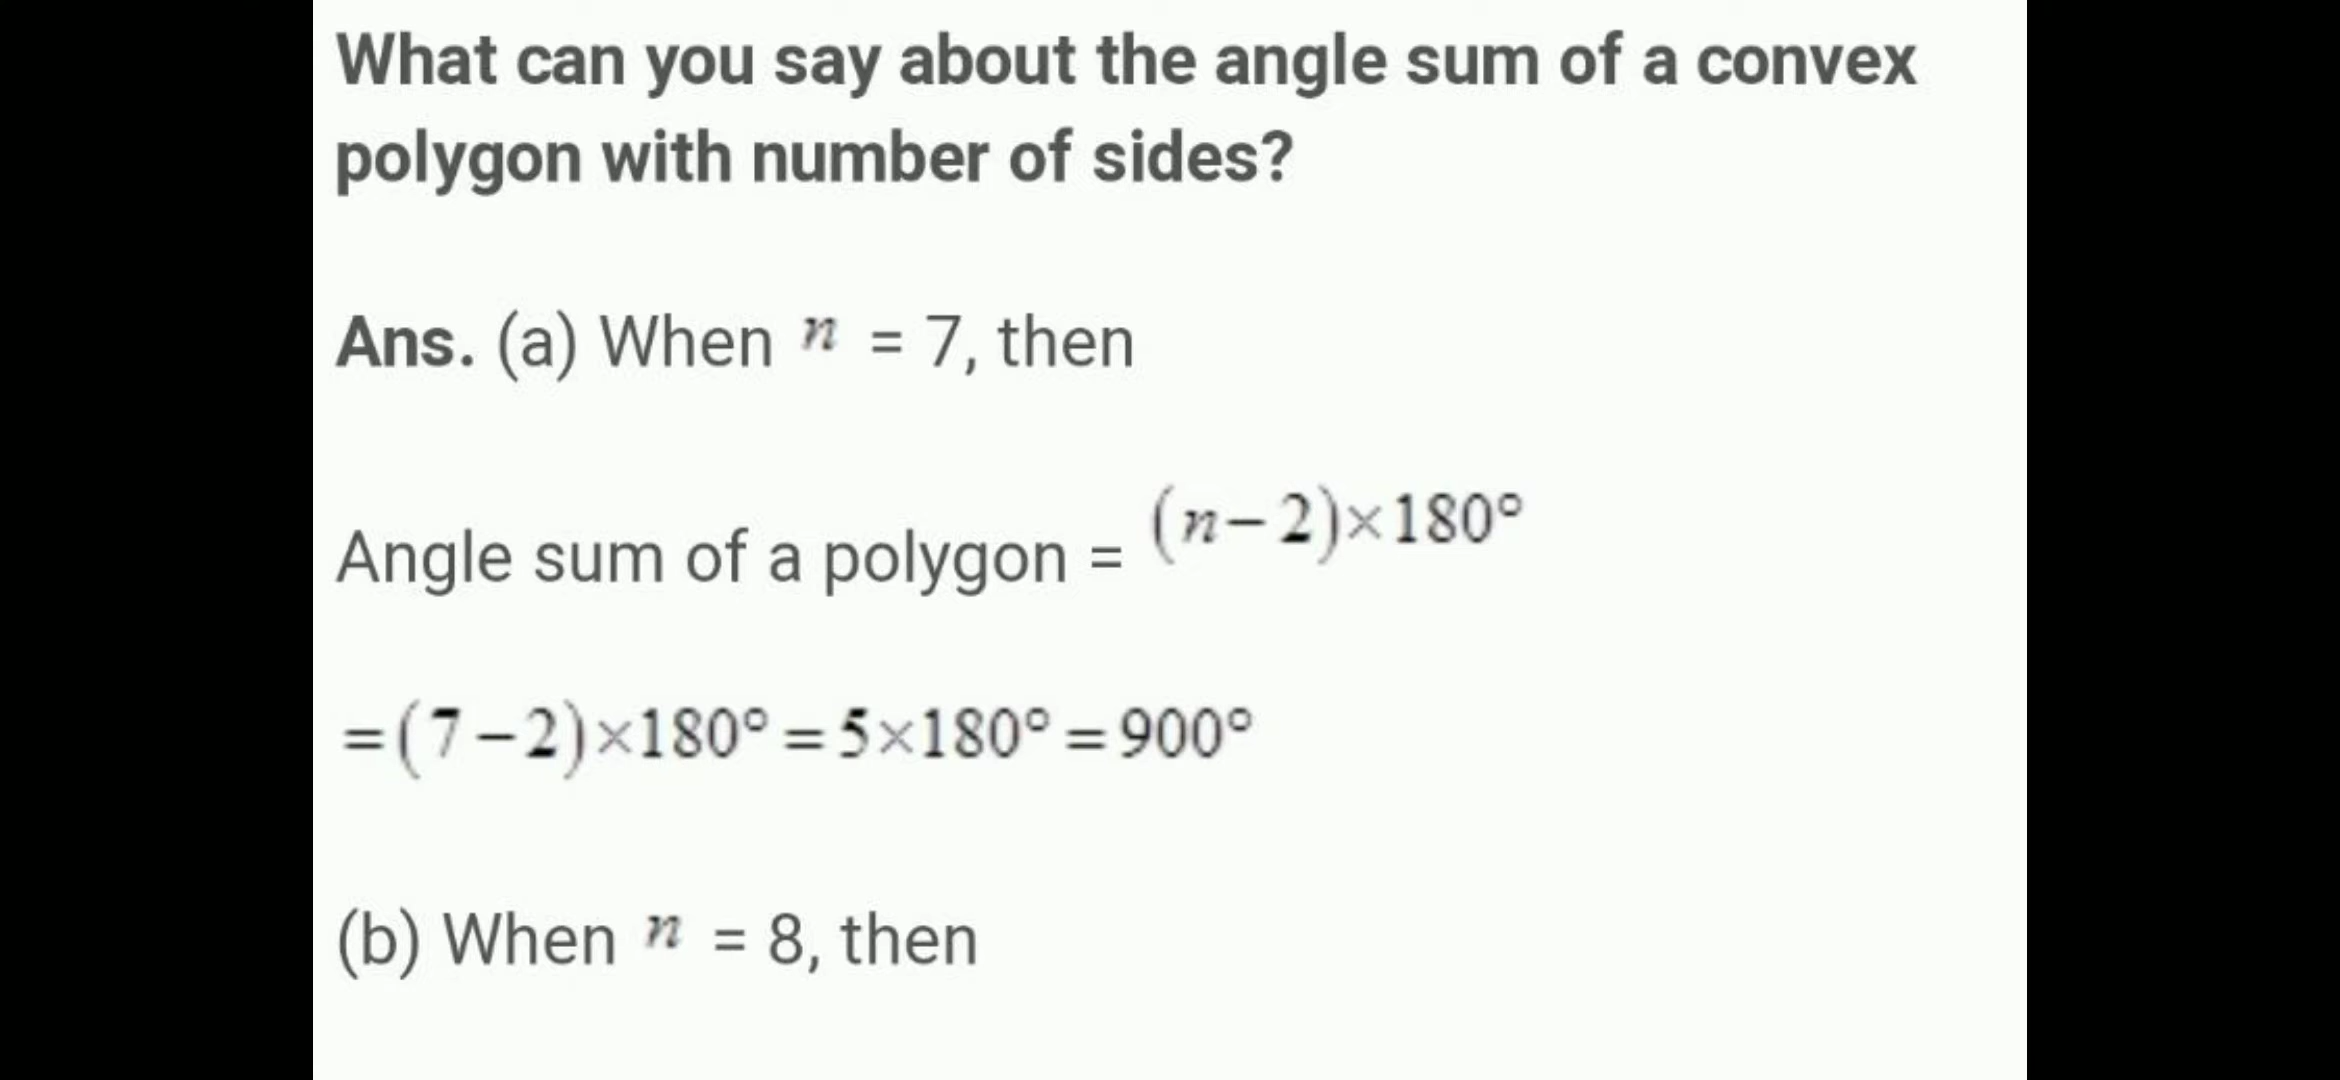 What can you say about the angle sum of a convex
polygon with number of sides?
Ans. (a) When n = 7, then
Angle sum of a polygon = (n−2)×180°
=(7−2)×180°=5×180°=900°
(b) When n = 8, then